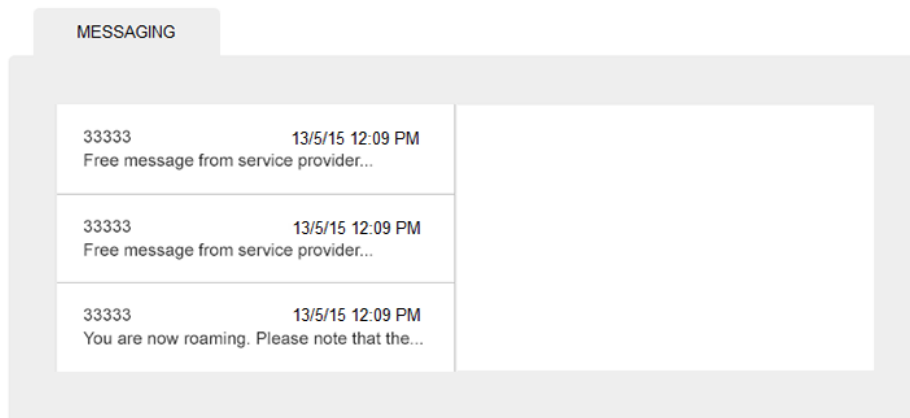 MESSAGING
33333 13/5/15 12:09 PM
Free message from service provider...
33333 13/5/15 12:09 PM
Free message from service provider...
33333 13/5/15 12:09 PM
You are now roaming. Please note that the...